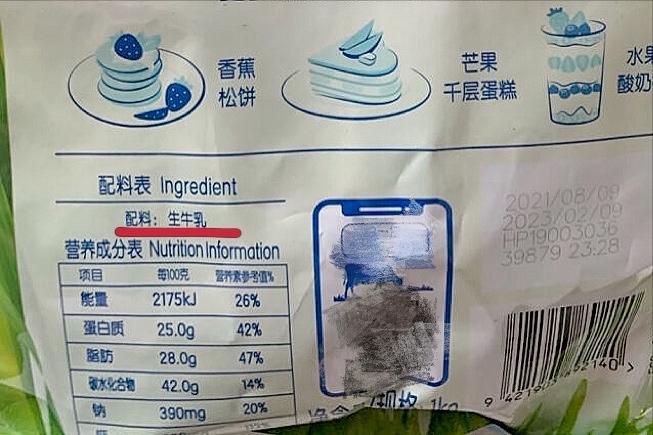 香蕉
松饼
芒果
千层蛋糕
水果
酸奶
配料表 Ingredient
配料：生牛乳
营养成分表 Nutrition Information
项目 每100克 营养素参考值%
能量 2175kJ 26%
蛋白质 25.0g 42%
脂肪 28.0g 47%
碳水化合物 42.0g 14%
钠 390mg 20%
2021/08/09
2023/02/09
HP19003036
39879 23:28